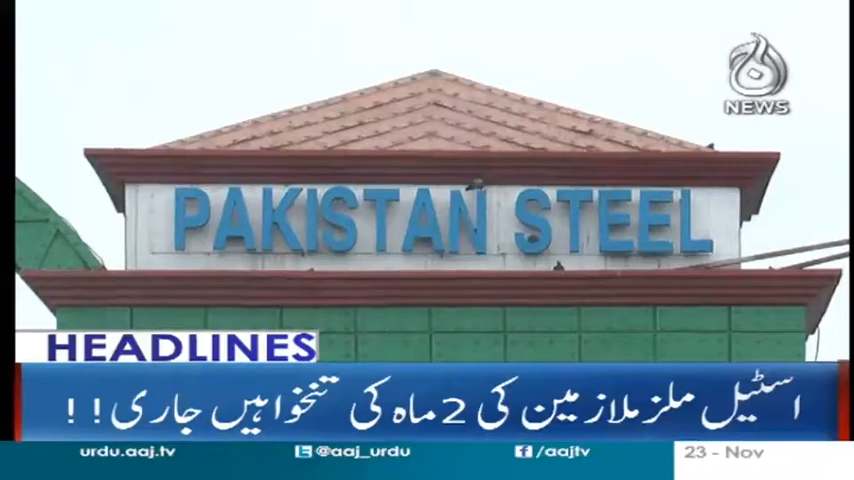 آج
NEWS
PAKISTAN STEEL
HEADLINES
اسٹیل ملز ملازمین کی 2 ماہ کی تنخواہیں جاری ! !
urdu.aaj.tv @aaj_urdu /aajtv 23 - Nov